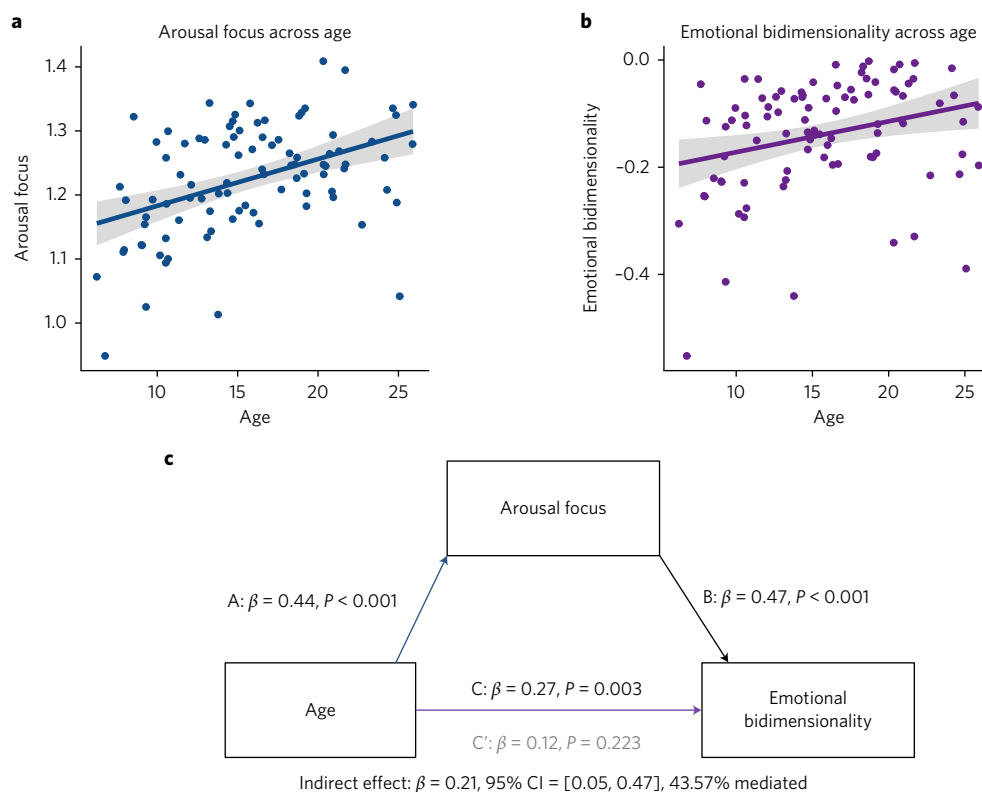 a
Arousal focus across age
Arousal focus
1.4
1.3
1.2
1.1
1.0
10 15 20 25
Age
b
Emotional bidimensionality across age
Emotional bidimensionality
0.0
−0.2
−0.4
10 15 20 25
Age
c
Arousal focus
A: β = 0.44, P < 0.001
B: β = 0.47, P < 0.001
Age
C: β = 0.27, P = 0.003
C′: β = 0.12, P = 0.223
Emotional
bidimensionality
Indirect effect: β = 0.21, 95% CI = [0.05, 0.47], 43.57% mediated